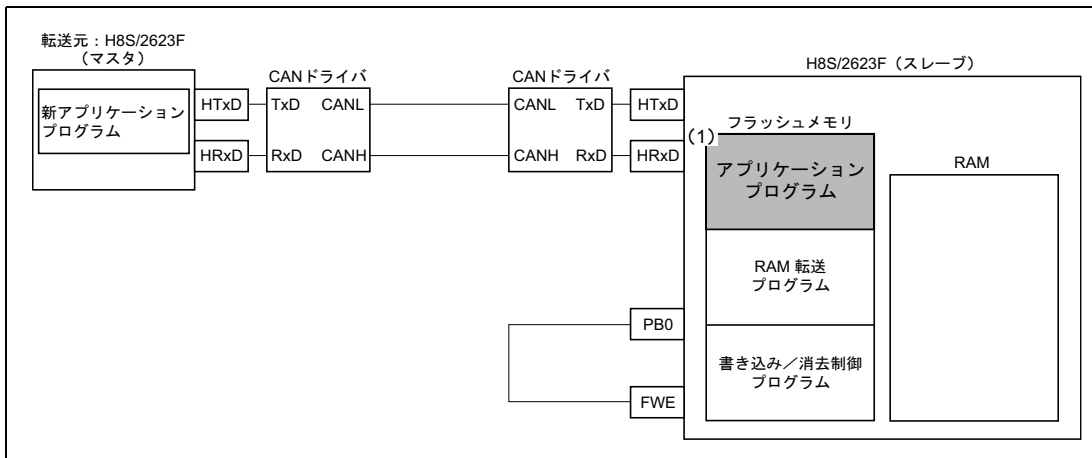 転送元：H8S/2623F
（マスタ）
新アプリケーション
プログラム
HTxD
HRxD
CANドライバ
TxD CANL
RxD CANH
CANドライバ
CANL TxD
CANH RxD
HTxD
HRxD
H8S/2623F（スレーブ）
(1)
フラッシュメモリ
アプリケーション
プログラム
RAM 転送
プログラム
書き込み／消去制御
プログラム
RAM
PB0
FWE